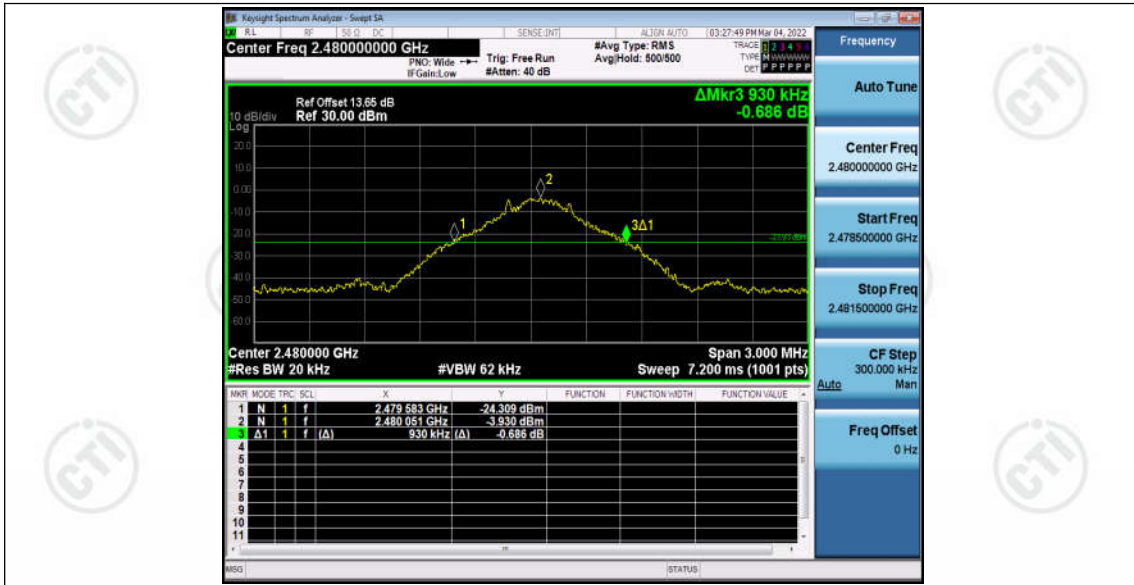 Keysight Spectrum Analyzer - Swept SA
RL RF 50 Ω DC SENSE:INT ALIGN AUTO 03:27:49 PM Mar 04, 2022
Center Freq 2.480000000 GHz
PNO: Wide
IFGain:Low
Trig: Free Run
#Atten: 40 dB
#Avg Type: RMS
Avg|Hold: 500/500
TRACE 1 2 3 4 5 6
TYPE M W W W W W
DET P P P P P P
Ref Offset 13.65 dB
10 dB/div Ref 30.00 dBm
Log
ΔMkr3 930 kHz
-0.686 dB
20.0
10.0
0.00
-10.0
-20.0
-30.0
-40.0
-50.0
-60.0
1
2
3Δ1
Center 2.480000 GHz Span 3.000 MHz
#Res BW 20 kHz #VBW 62 kHz Sweep 7.200 ms (1001 pts)
MKR MODE TRC SCL X Y FUNCTION FUNCTION WIDTH FUNCTION VALUE
1 N 1 f 2.479 583 GHz -24.309 dBm
2 N 1 f 2.480 051 GHz -3.930 dBm
3 Δ1 1 f (Δ) 930 kHz (Δ) -0.686 dB
4
5
6
7
8
9
10
11
MSG STATUS
Frequency
Auto Tune
Center Freq
2.480000000 GHz
Start Freq
2.478500000 GHz
Stop Freq
2.481500000 GHz
CF Step
300.000 kHz
Auto Man
Freq Offset
0 Hz
CTI
CTI
CTI
CTI